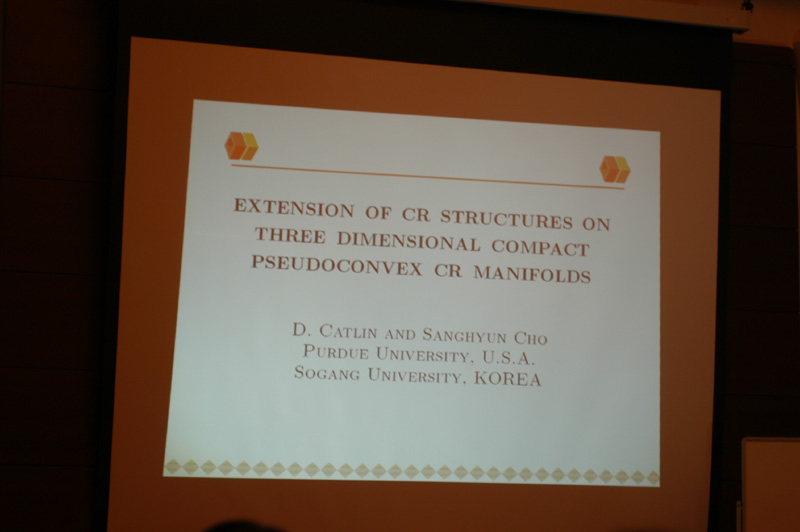 EXTENSION OF CR STRUCTURES ON
THREE DIMENSIONAL COMPACT
PSEUDOCONVEX CR MANIFOLDS
D. CATLIN AND SANGHYUN CHO
PURDUE UNIVERSITY, U.S.A.
SOGANG UNIVERSITY, KOREA